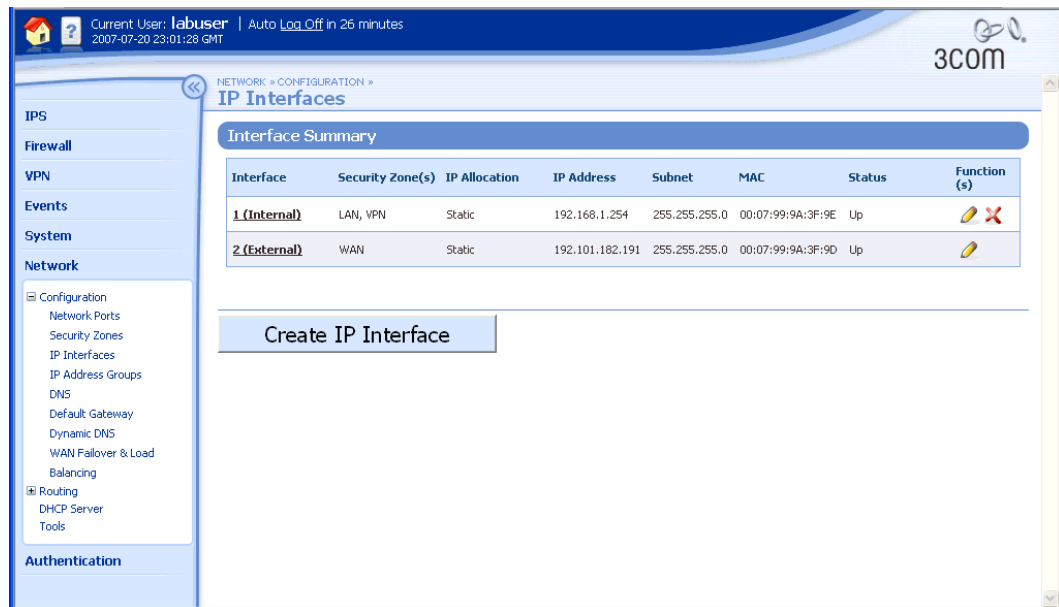 Current User: labuser | Auto Log Off in 26 minutes
2007-07-20 23:01:28 GMT
3COM
NETWORK » CONFIGURATION »
IP Interfaces
IPS
Firewall
VPN
Events
System
Network
Configuration
Network Ports
Security Zones
IP Interfaces
IP Address Groups
DNS
Default Gateway
Dynamic DNS
WAN Failover & Load
Balancing
Routing
DHCP Server
Tools
Authentication
Interface Summary
Interface Security Zone(s) IP Allocation IP Address Subnet MAC Status Function
(s)
1 (Internal) LAN, VPN Static 192.168.1.254 255.255.255.0 00:07:99:9A:3F:9E Up
2 (External) WAN Static 192.101.182.191 255.255.255.0 00:07:99:9A:3F:9D Up
Create IP Interface